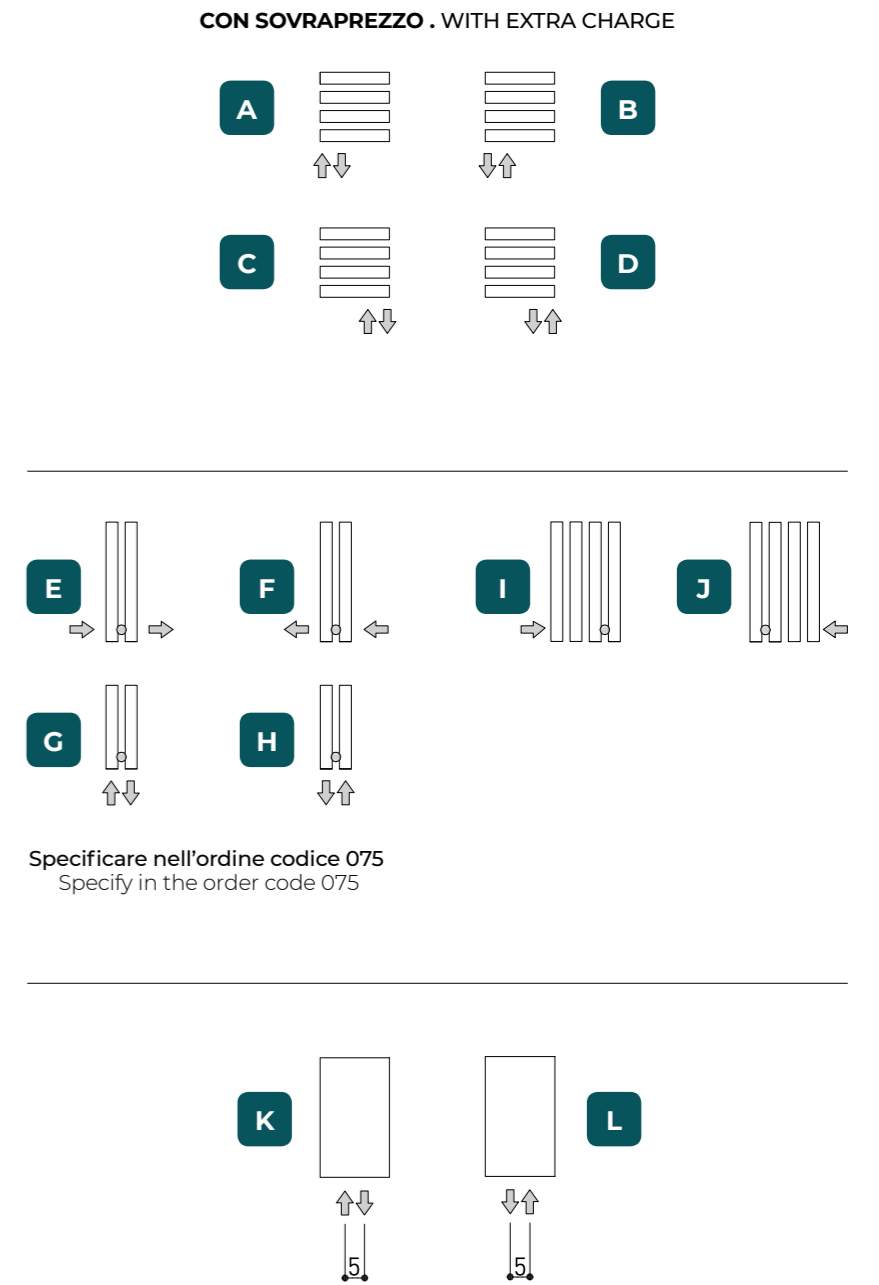 CON SOVRAPREZZO . WITH EXTRA CHARGE
A
B
C
D
E
F
I
J
G
H
Specificare nell'ordine codice 075
Specify in the order code 075
K
L
5
5